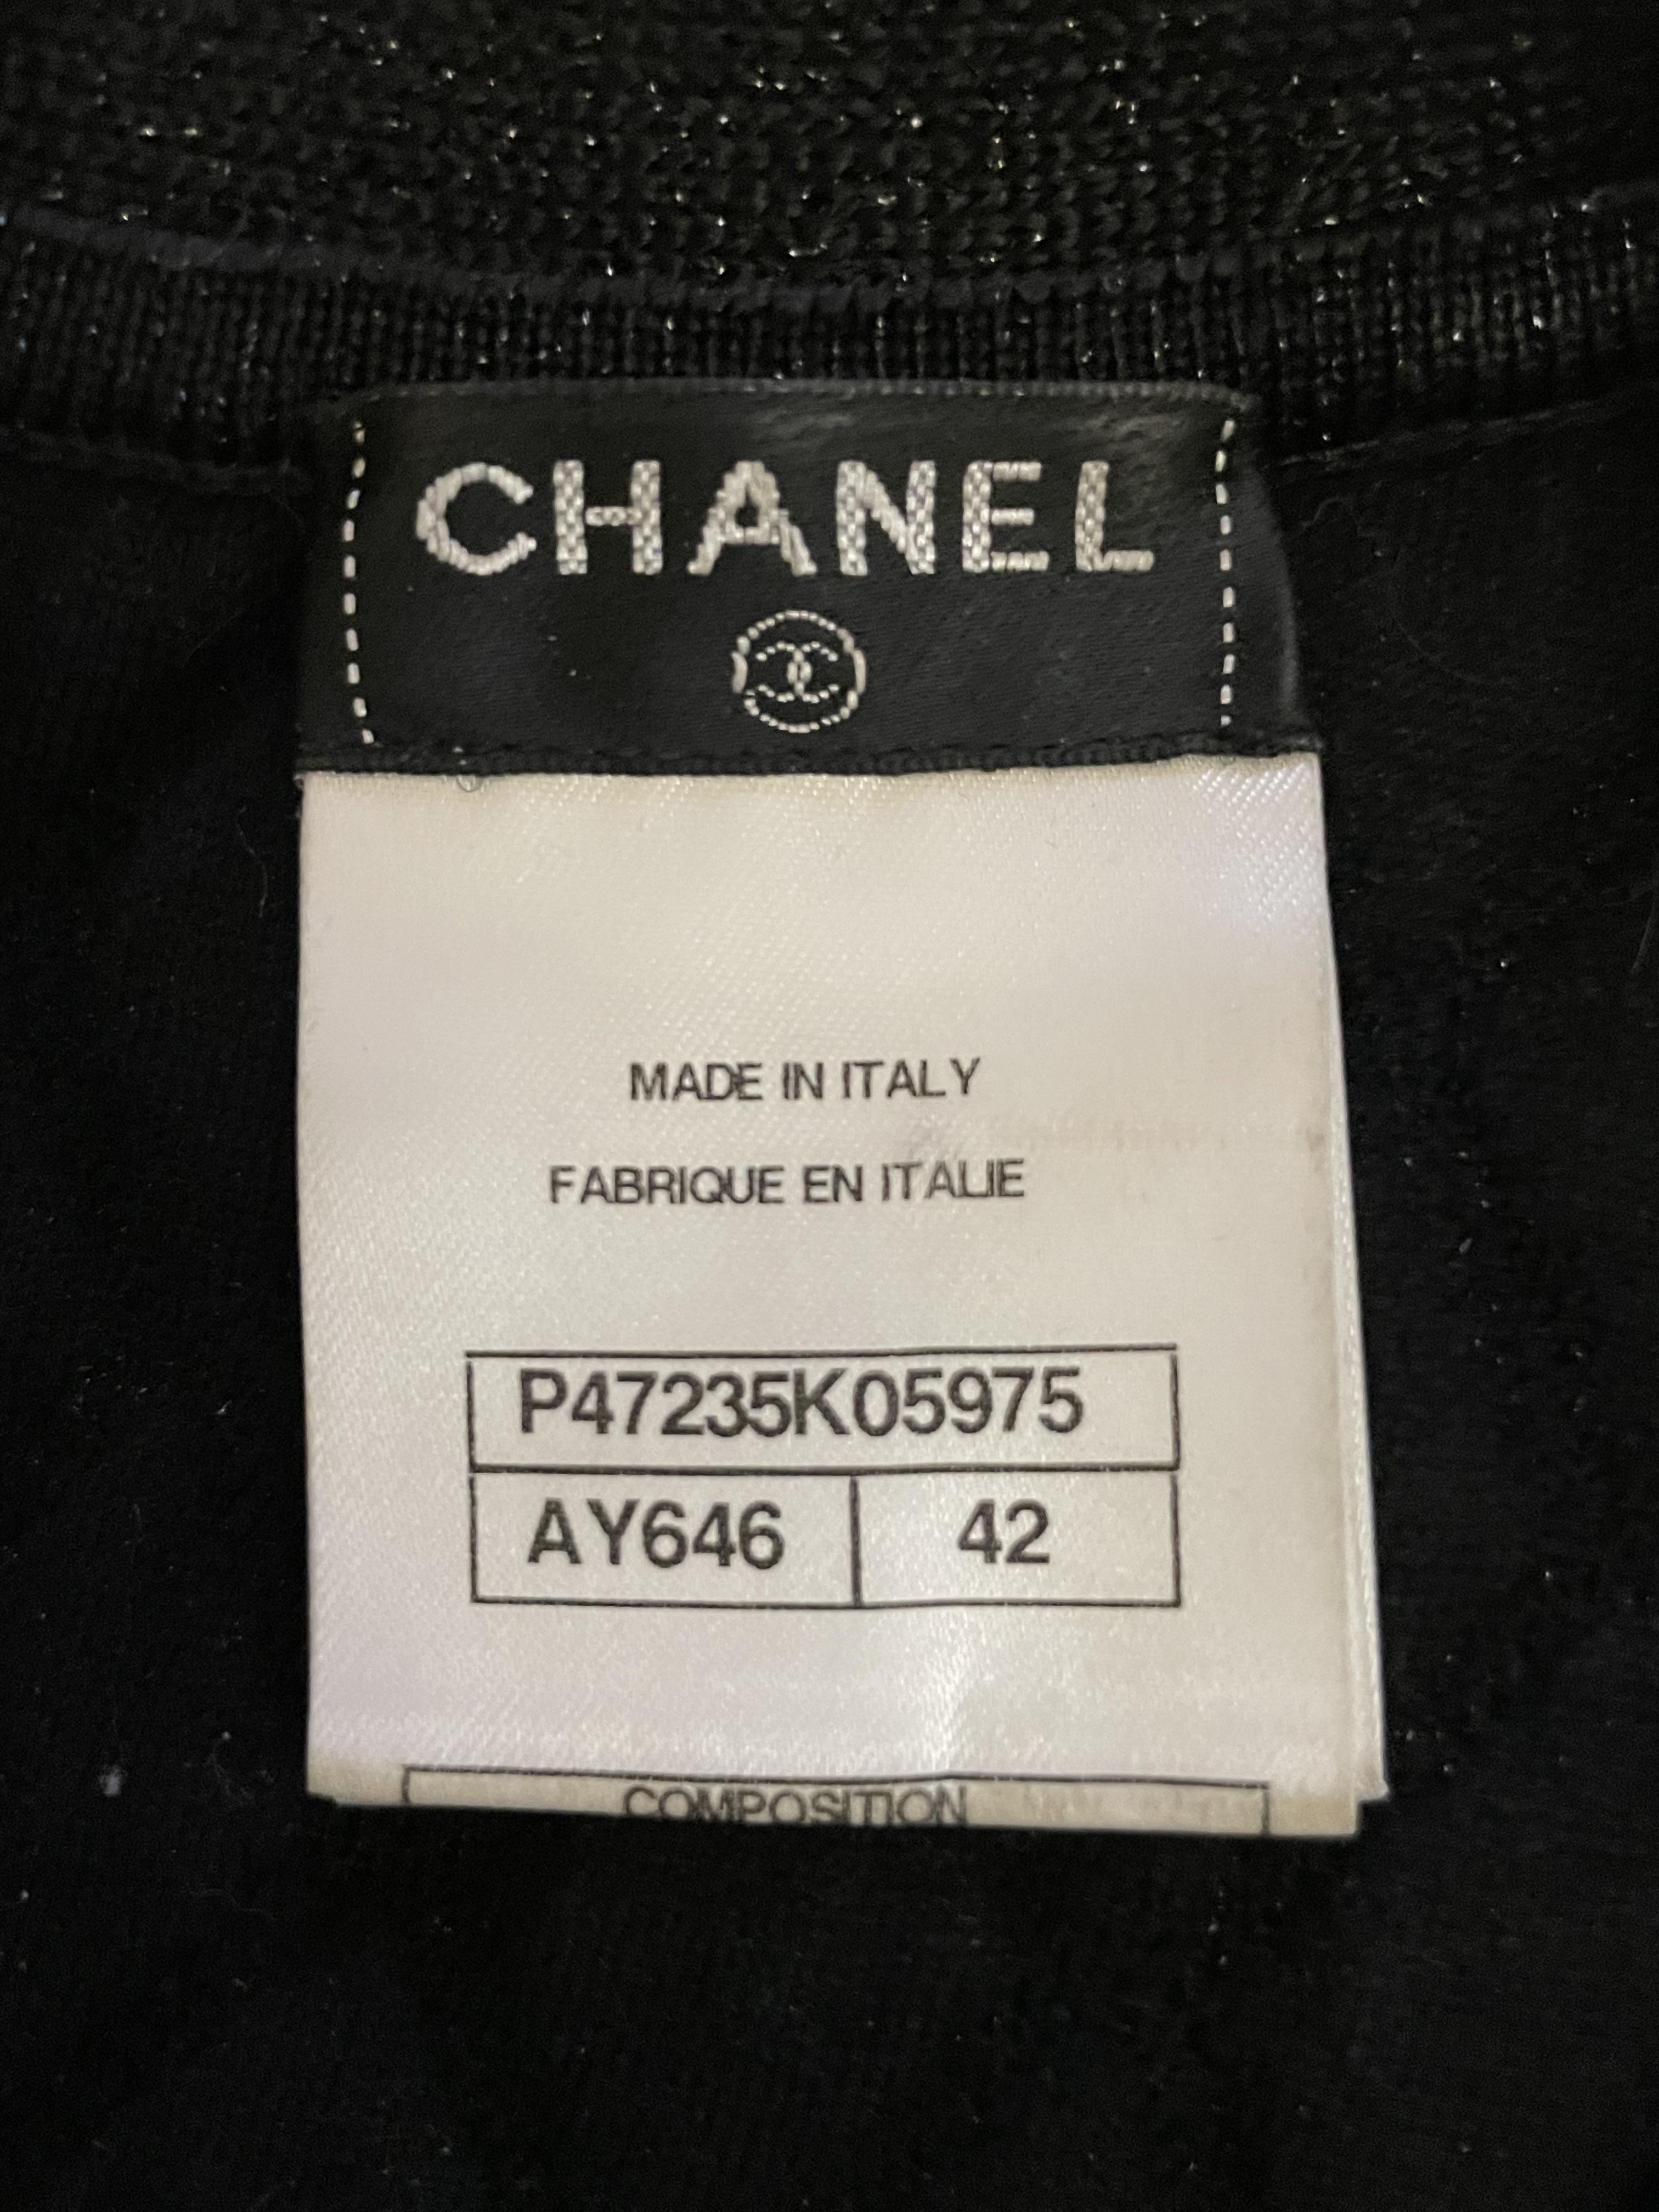 CHANEL
MADE IN ITALY
FABRIQUE EN ITALIE
P47235K05975
AY646 42
COMPOSITION